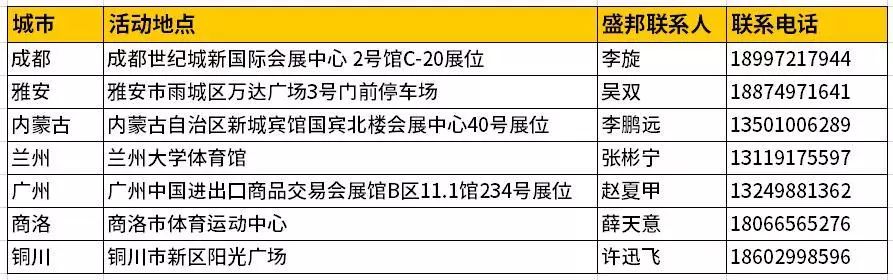 城市 活动地点 盛邦联系人 联系电话
成都 成都世纪城新国际会展中心 2号馆C-20展位 李旋 18997217944
雅安 雅安市雨城区万达广场3号门前停车场 吴双 18874971641
内蒙古 内蒙古自治区新城宾馆国宾北楼会展中心40号展位 李鹏远 13501006289
兰州 兰州大学体育馆 张彬宁 13119175597
广州 广州中国进出口商品交易会展馆B区11.1馆234号展位 赵夏甲 13249881362
商洛 商洛市体育运动中心 薛天意 18066565276
铜川 铜川市新区阳光广场 许迅飞 18602998596